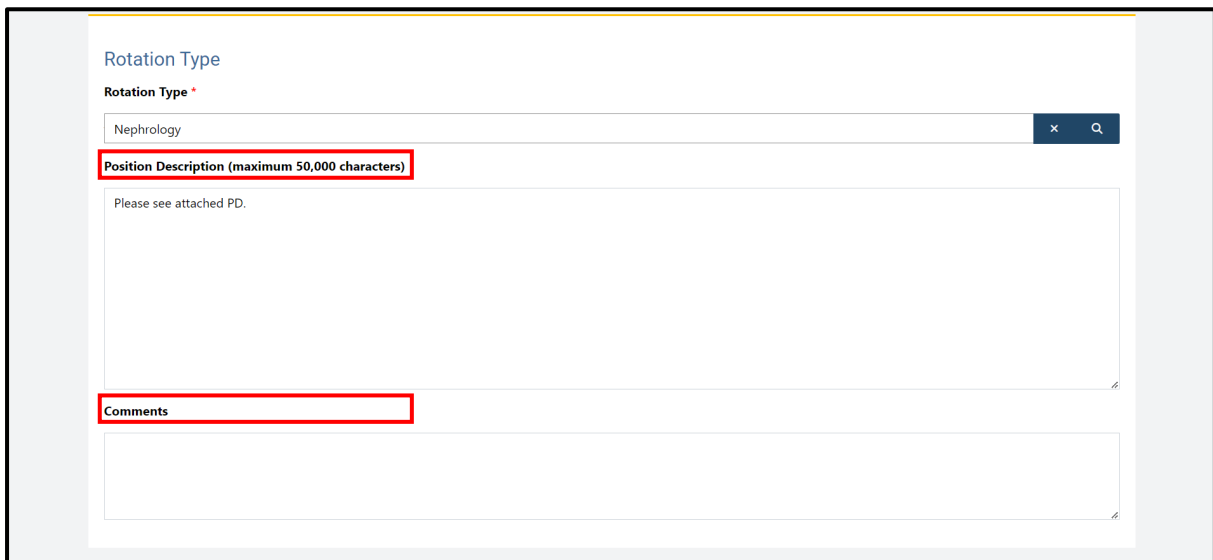 Rotation Type
Rotation Type *
Nephrology
Position Description (maximum 50,000 characters)
Please see attached PD.
Comments